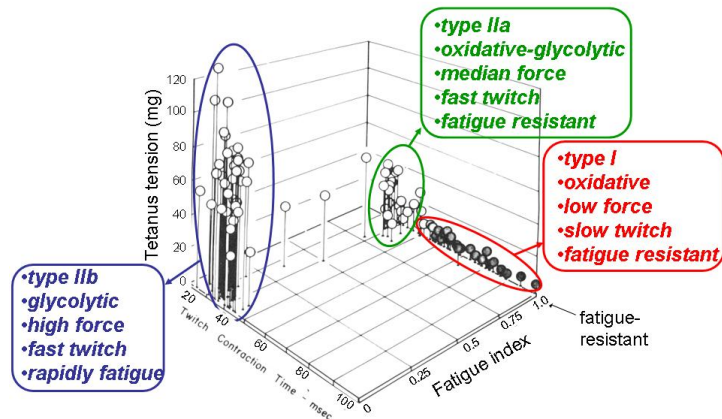 •type IIa
•oxidative-glycolytic
•median force
•fast twitch
•fatigue resistant
•type I
•oxidative
•low force
•slow twitch
•fatigue resistant
•type IIb
•glycolytic
•high force
•fast twitch
•rapidly fatigue
Tetanus tension (mg)
120
100
80
60
40
20
0
20
40
60
80
100
Twitch Contraction Time - msec
0
0.25
0.5
0.75
1.0
Fatigue index
fatigue-
resistant